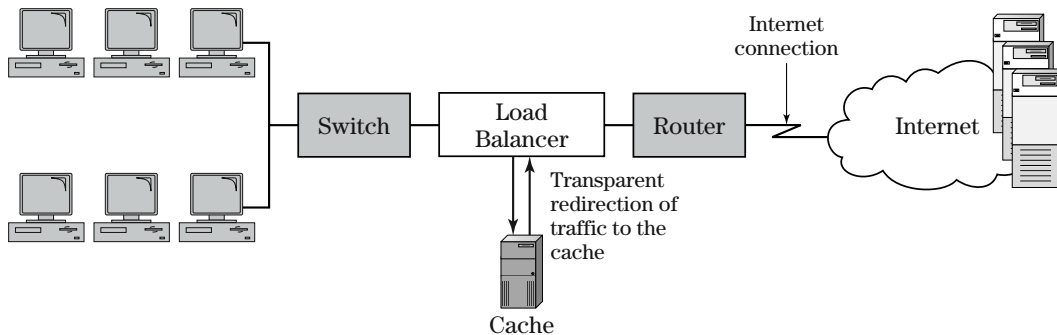 Internet
connection
Switch
Load
Balancer
Router
Internet
Transparent
redirection of
traffic to the
cache
Cache